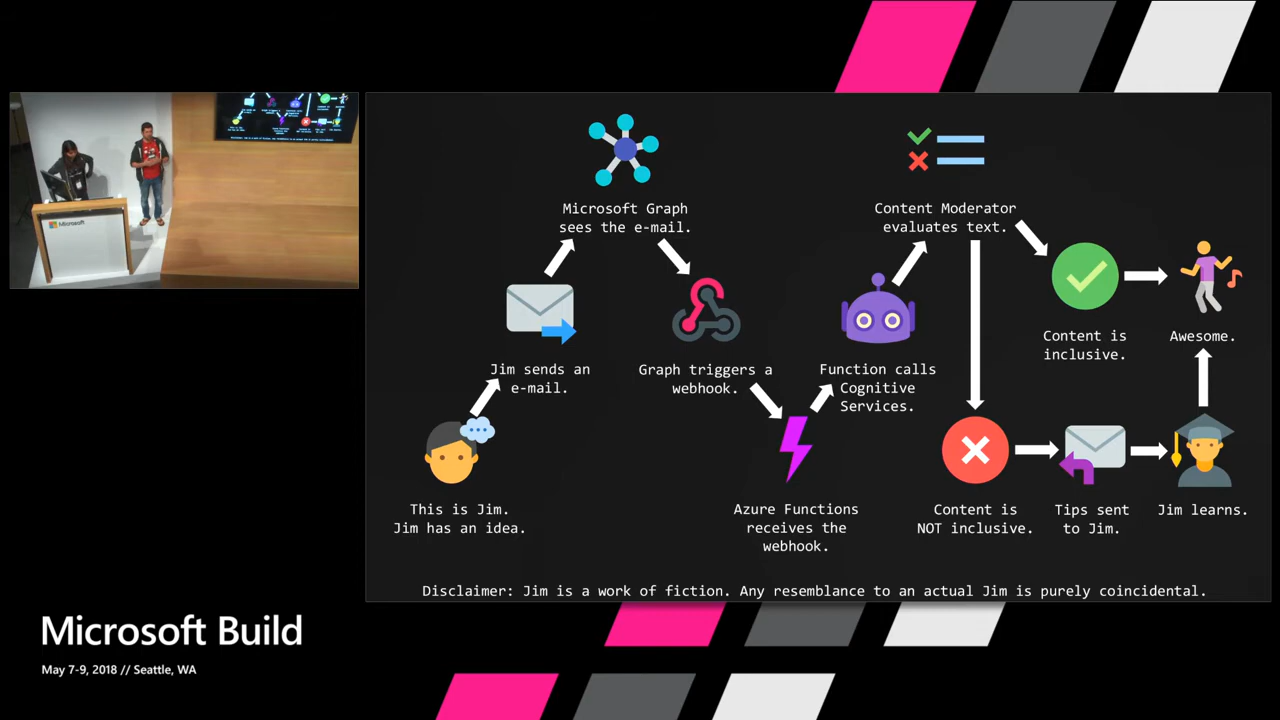 Microsoft
Microsoft Graph
sees the e-mail.
Content Moderator
evaluates text.
Jim sends an
e-mail.
Graph triggers a
webhook.
Function calls
Cognitive
Services.
Content is
inclusive.
Awesome.
This is Jim.
Jim has an idea.
Azure Functions
receives the
webhook.
Content is
NOT inclusive.
Tips sent
to Jim.
Jim learns.
Disclaimer: Jim is a work of fiction. Any resemblance to an actual Jim is purely coincidental.
Microsoft Build
May 7-9, 2018 // Seattle, WA